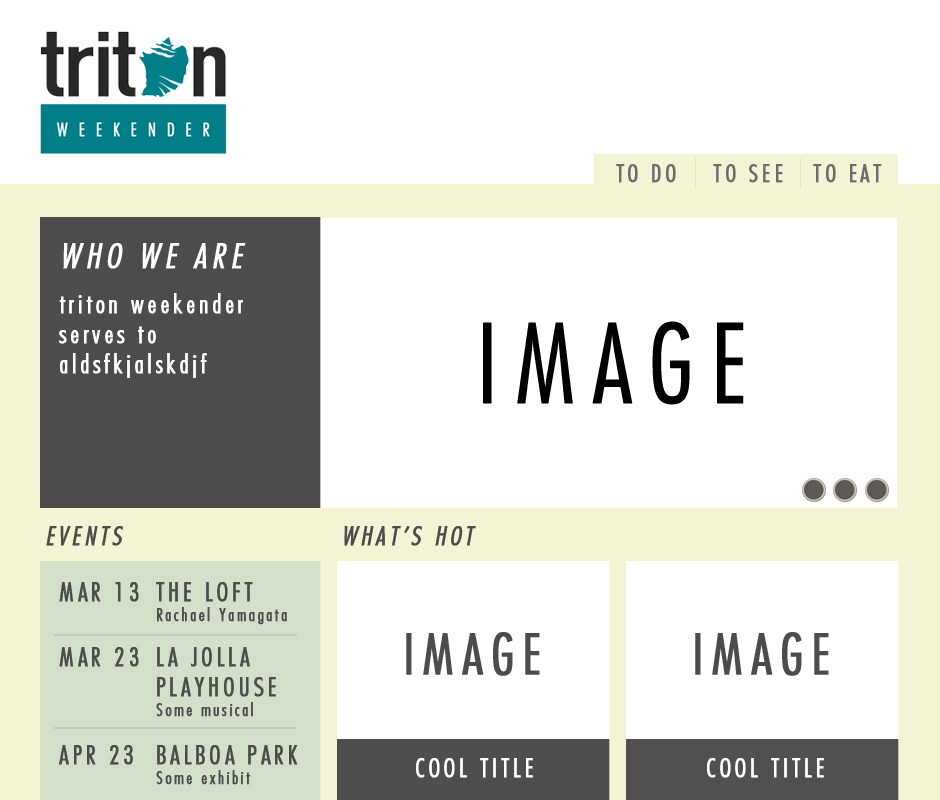 triton
WEEKENDER
TO DO TO SEE TO EAT
WHO WE ARE
triton weekender
serves to
aldsfkjalskdjf
IMAGE
EVENTS
MAR 13 THE LOFT
Rachael Yamagata
MAR 23 LA JOLLA
PLAYHOUSE
Some musical
APR 23 BALBOA PARK
Some exhibit
WHAT'S HOT
IMAGE
COOL TITLE
IMAGE
COOL TITLE